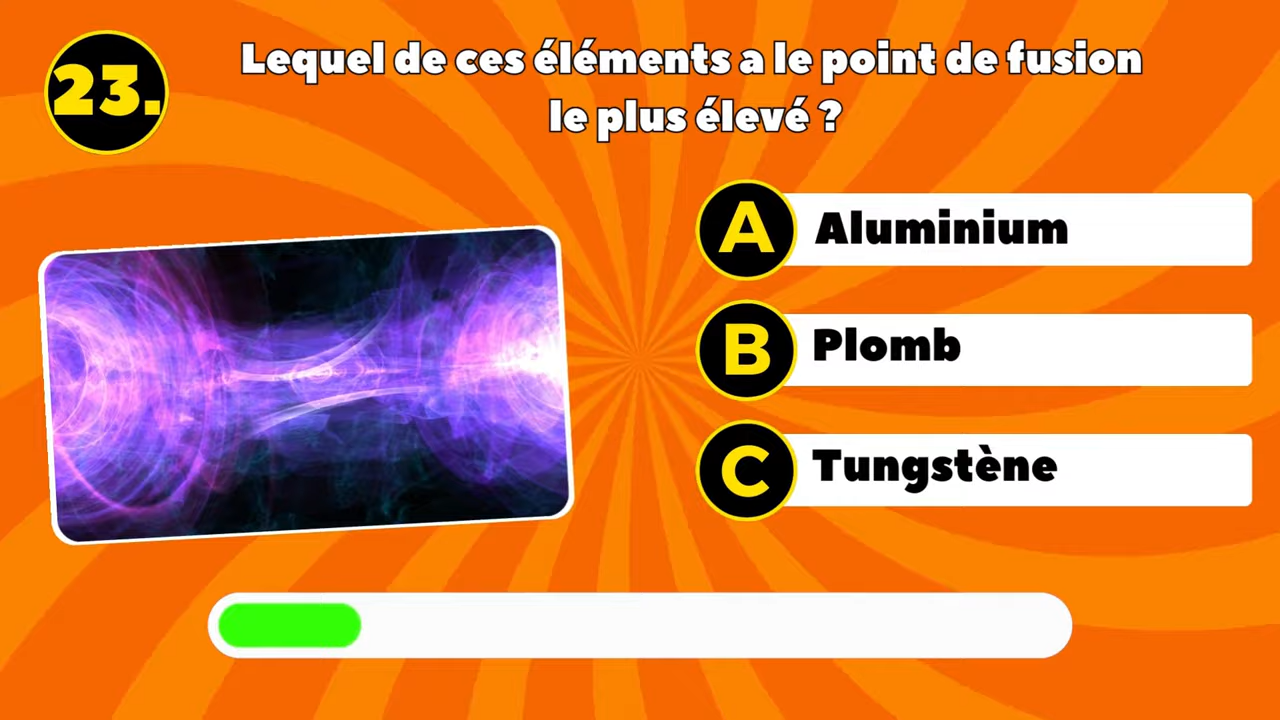 23.
Lequel de ces éléments a le point de fusion
le plus élevé ?
A Aluminium
B Plomb
C Tungstène